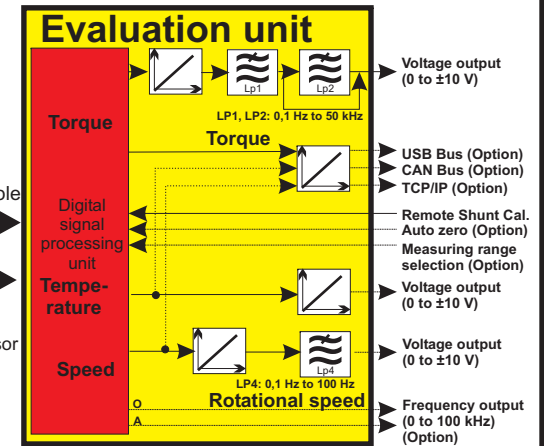 Evaluation unit
Voltage output
(0 to ±10 V)
Lp1
Lp2
LP1, LP2: 0,1 Hz to 50 kHz
Torque
Torque
USB Bus (Option)
CAN Bus (Option)
TCP/IP (Option)
ole
Digital
signal
processing
unit
Remote Shunt Cal.
Auto zero (Option)
Measuring range
selection (Option)
Tempe-
rature
Voltage output
(0 to ±10 V)
sor
Speed
Lp4
Voltage output
(0 to ±10 V)
LP4: 0,1 Hz to 100 Hz
Rotational speed
O
A
Frequency output
(0 to 100 kHz)
(Option)